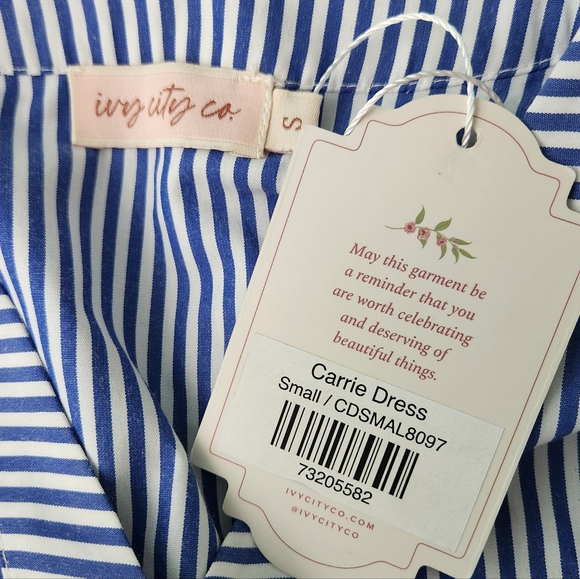 ivy city co.
S
May this garment be
a reminder that you
are worth celebrating
and deserving of
beautiful things.
Carrie Dress
Small / CDSMAL8097
73205582
IVYCITYCO.COM
@IVYCITYCO